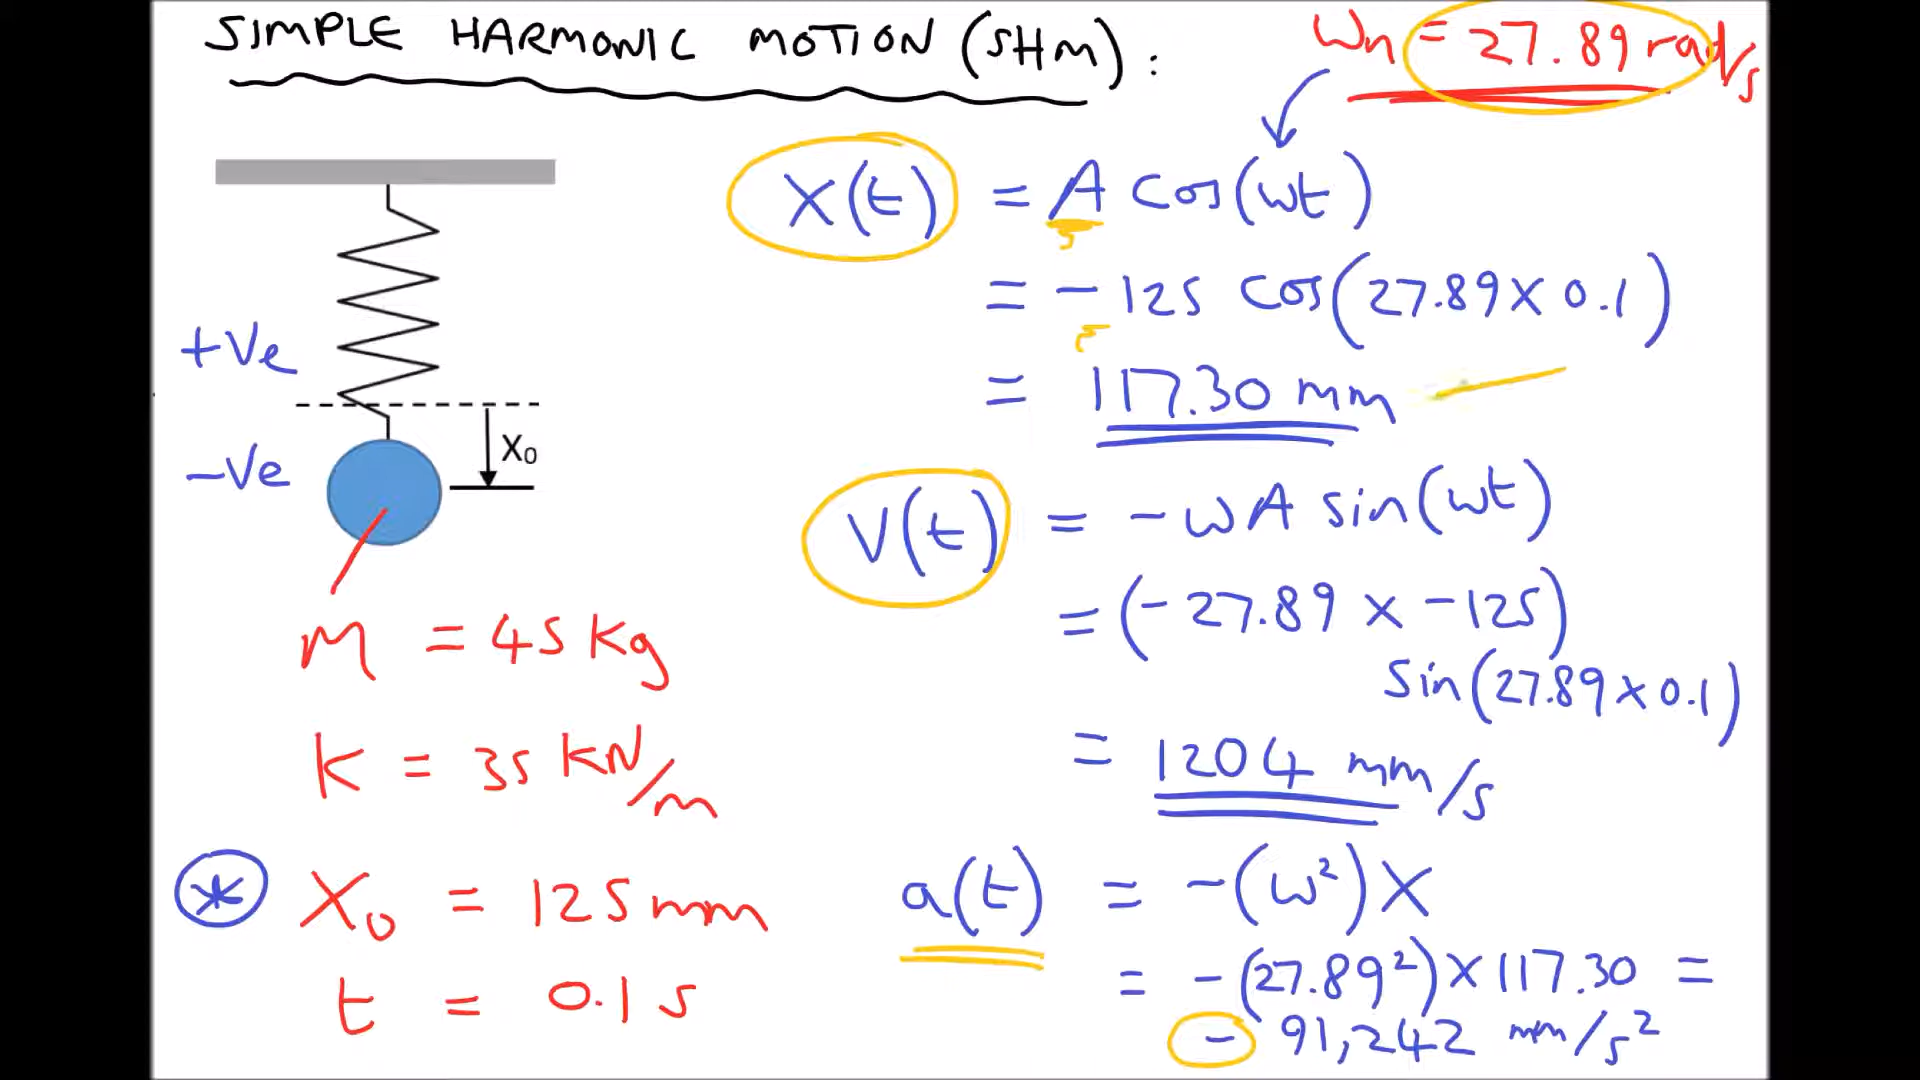 SIMPLE HARMONIC MOTION (SHM) :
Wn = 27.89 rad/s
X(t) = A Cos(wt)
= -125 Cos(27.89 X 0.1)
= 117.30 mm
+Ve
-Ve
X₀
V(t) = -WA sin(wt)
= (-27.89 X -125)
Sin(27.89 X 0.1)
= 1204 mm/s
a(t) = -(W²)X
= -(27.89²) X 117.30 =
- 91,242 mm/s²
M = 45 Kg
K = 35 KN/m
* X₀ = 125 mm
t = 0.1 s